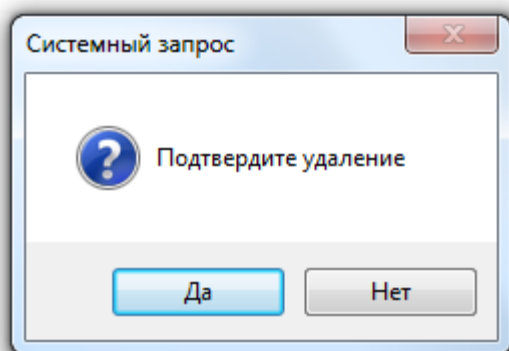 Системный запрос
Подтвердите удаление
Да
Нет